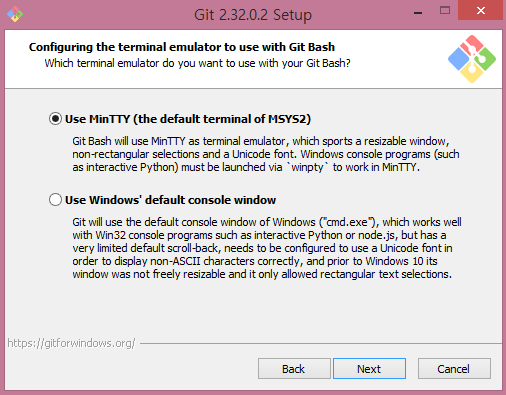 Git 2.32.0.2 Setup
Configuring the terminal emulator to use with Git Bash
Which terminal emulator do you want to use with your Git Bash?
Use MinTTY (the default terminal of MSYS2)
Git Bash will use MinTTY as terminal emulator, which sports a resizable window,
non-rectangular selections and a Unicode font. Windows console programs (such
as interactive Python) must be launched via `winpty` to work in MinTTY.
Use Windows' default console window
Git will use the default console window of Windows ("cmd.exe"), which works well
with Win32 console programs such as interactive Python or node.js, but has a
very limited default scroll-back, needs to be configured to use a Unicode font in
order to display non-ASCII characters correctly, and prior to Windows 10 its
window was not freely resizable and it only allowed rectangular text selections.
https://gitforwindows.org/
Back
Next
Cancel